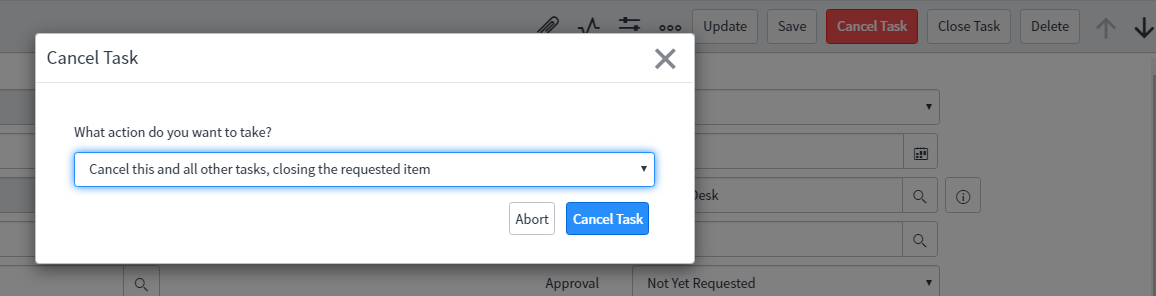 Update Save Cancel Task Close Task Delete
Cancel Task
What action do you want to take?
Cancel this and all other tasks, closing the requested item
Desk
Abort Cancel Task
Approval Not Yet Requested